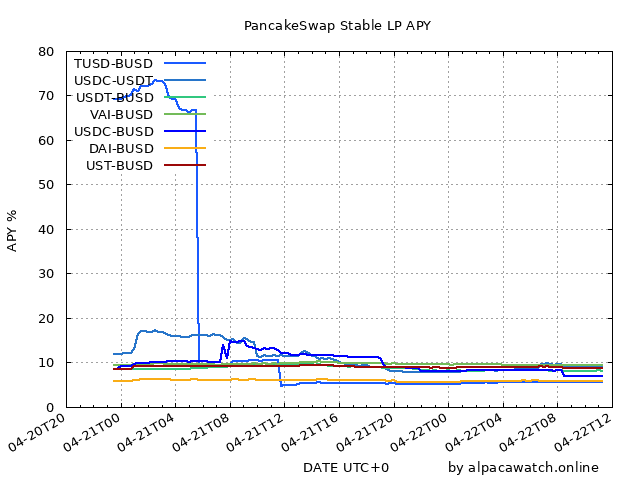 PancakeSwap Stable LP APY
80
70
60
50
40
30
20
10
0
APY %
TUSD-BUSD
USDC-USDT
USDT-BUSD
VAI-BUSD
USDC-BUSD
DAI-BUSD
UST-BUSD
04-20T20
04-21T00
04-21T04
04-21T08
04-21T12
04-21T16
04-21T20
04-22T00
04-22T04
04-22T08
04-22T12
DATE UTC+0
by alpacawatch.online